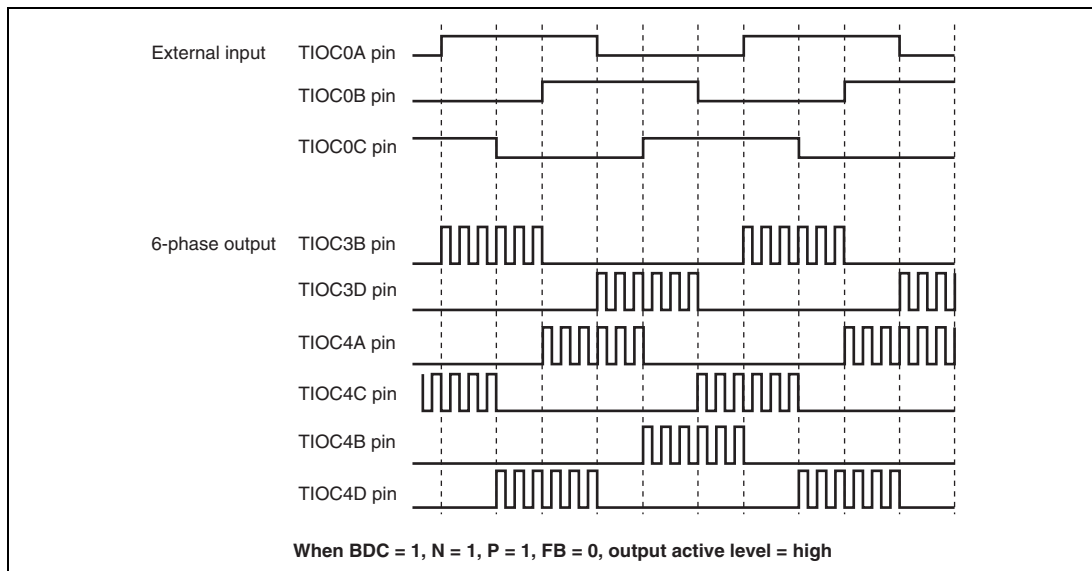 External input TIOC0A pin
TIOC0B pin
TIOC0C pin
6-phase output TIOC3B pin
TIOC3D pin
TIOC4A pin
TIOC4C pin
TIOC4B pin
TIOC4D pin
When BDC = 1, N = 1, P = 1, FB = 0, output active level = high